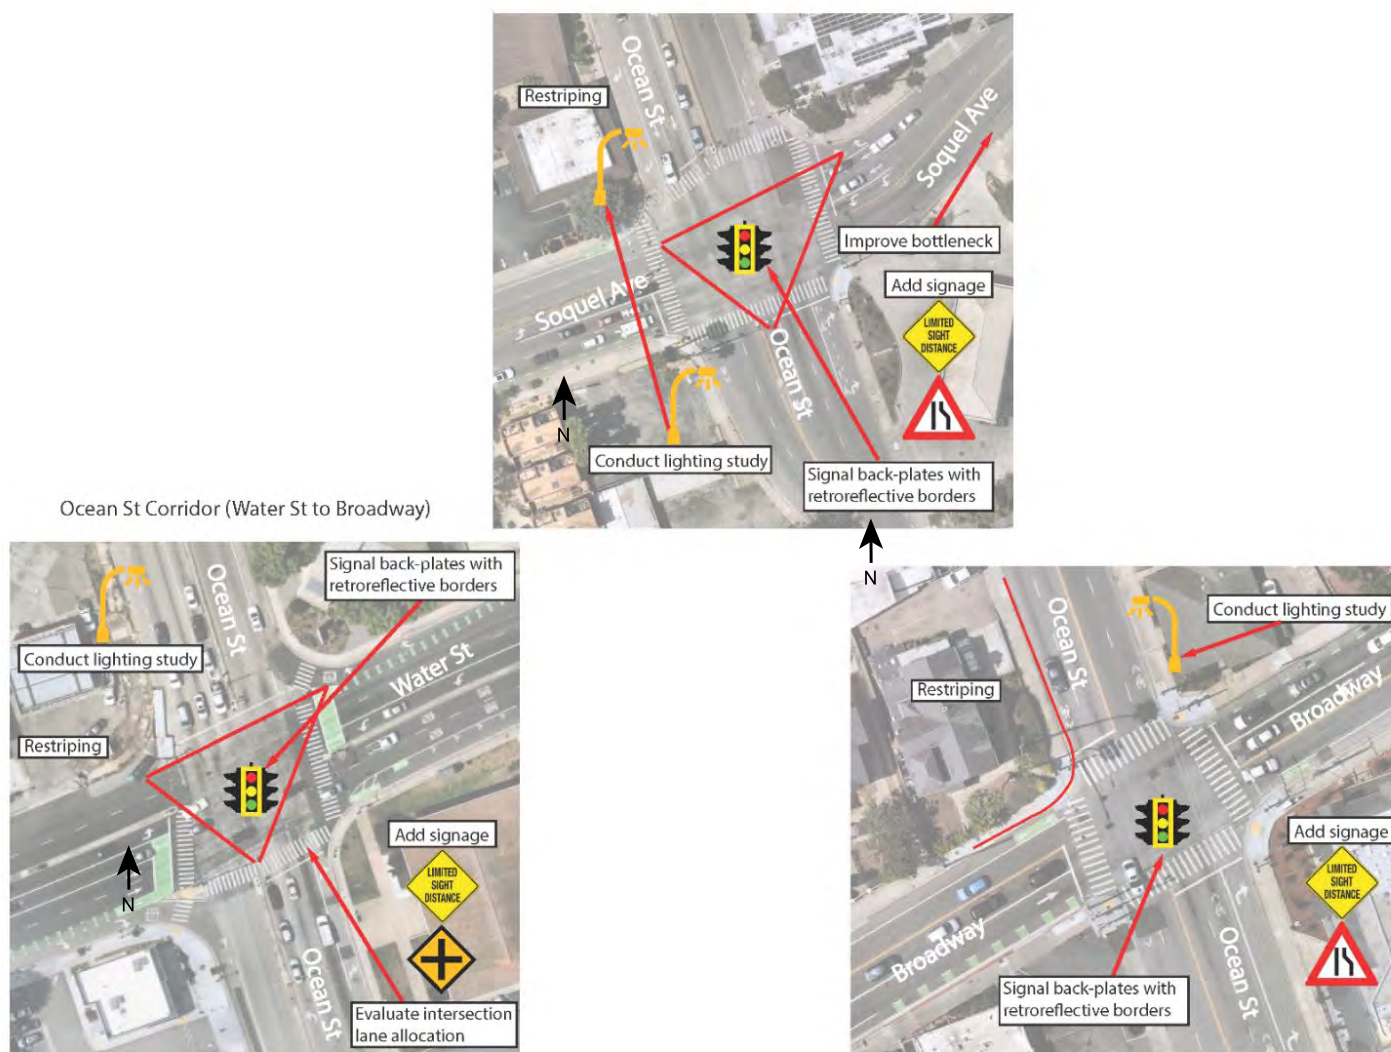 Restriping
Ocean St
Soquel Ave
Improve bottleneck
Soquel Ave
Add signage
LIMITED
SIGHT
DISTANCE
Ocean St
N
Conduct lighting study
Signal back-plates with
retroreflective borders
Ocean St Corridor (Water St to Broadway)
Signal back-plates with
retroreflective borders
Ocean St
Conduct lighting study
Water St
Restriping
Add signage
LIMITED
SIGHT
DISTANCE
N
Ocean St
Evaluate intersection
lane allocation
N
Ocean St
Conduct lighting study
Restriping
Broadway
Add signage
LIMITED
SIGHT
DISTANCE
Broadway
Ocean St
Signal back-plates with
retroreflective borders